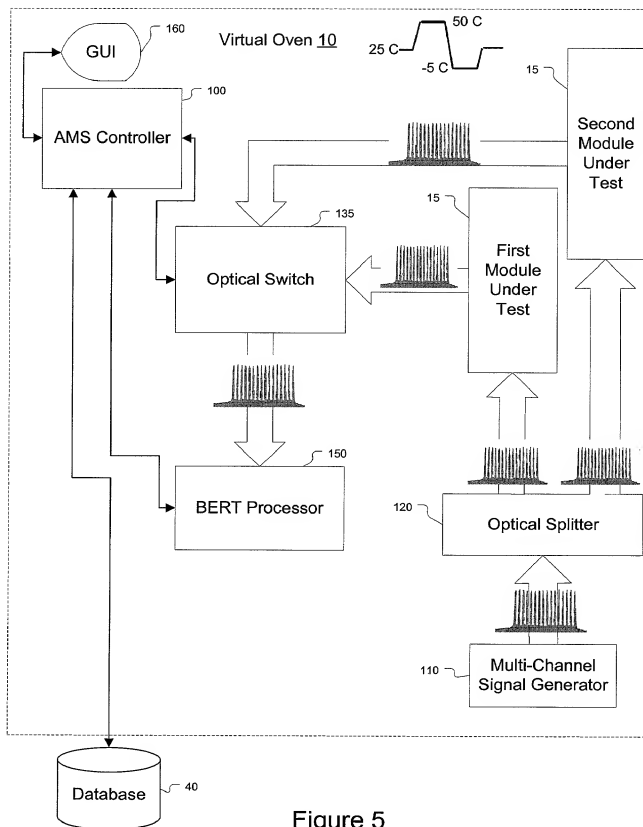 160
GUI
Virtual Oven 10
50 C
25 C
-5 C
15
100
AMS Controller
Second
Module
Under
Test
135
15
Optical Switch
First
Module
Under
Test
150
BERT Processor
120
Optical Splitter
110
Multi-Channel
Signal Generator
Database
40
Figure 5